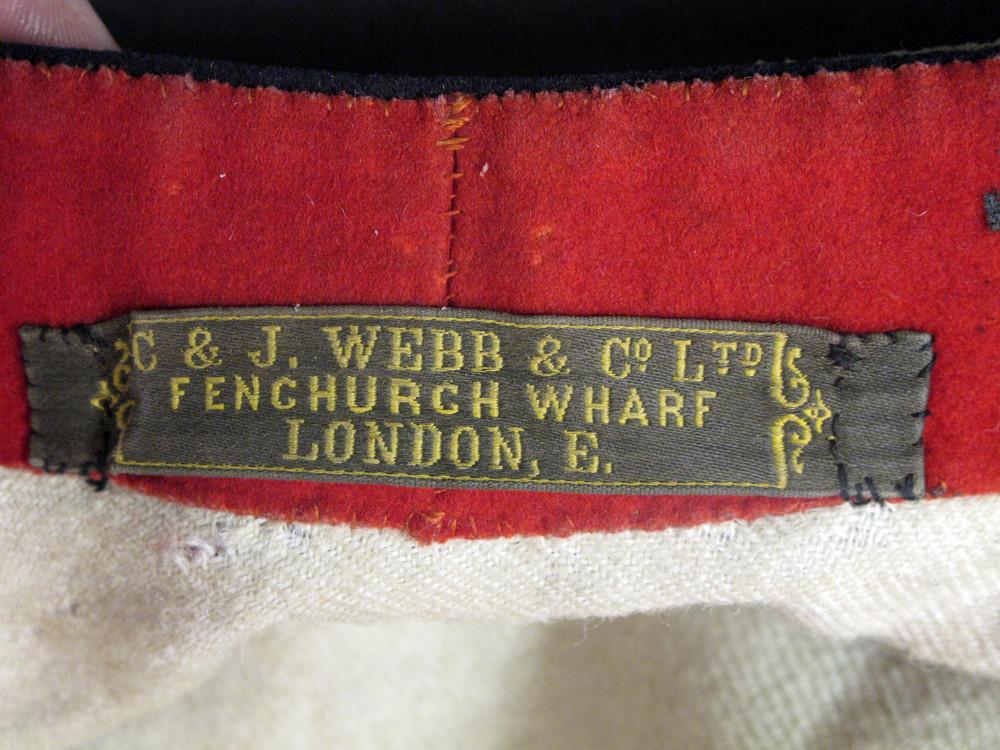 C & J. WEBB & Cº LTD
FENCHURCH WHARF
LONDON, E.